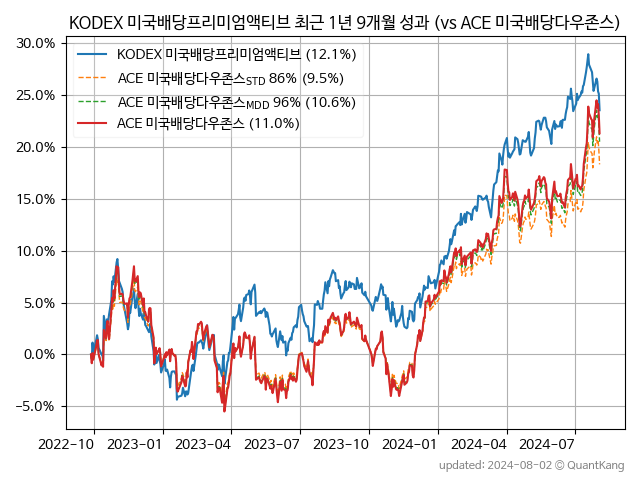 KODEX 미국배당프리미엄액티브 최근 1년 9개월 성과 (vs ACE 미국배당다우존스)
KODEX 미국배당프리미엄액티브 (12.1%)
ACE 미국배당다우존스STD 86% (9.5%)
ACE 미국배당다우존스MDD 96% (10.6%)
ACE 미국배당다우존스 (11.0%)
30.0%
25.0%
20.0%
15.0%
10.0%
5.0%
0.0%
−5.0%
2022-10 2023-01 2023-04 2023-07 2023-10 2024-01 2024-04 2024-07
updated: 2024-08-02 © QuantKang